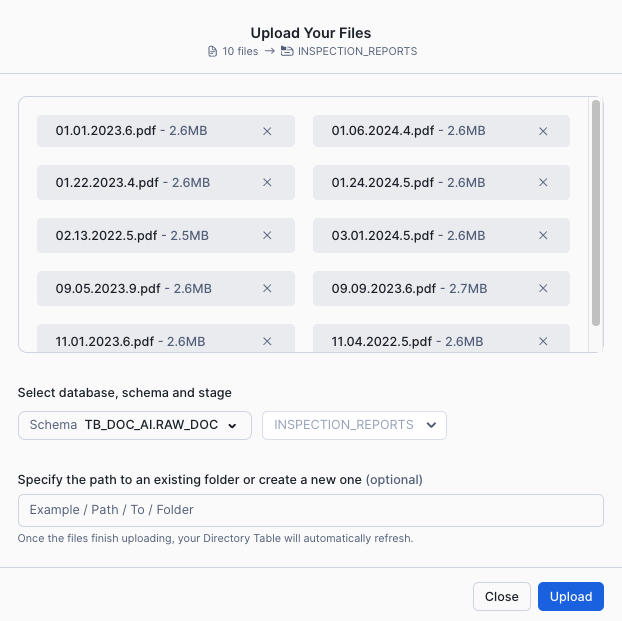 Upload Your Files
10 files → INSPECTION_REPORTS
01.01.2023.6.pdf - 2.6MB
01.06.2024.4.pdf - 2.6MB
01.22.2023.4.pdf - 2.6MB
01.24.2024.5.pdf - 2.6MB
02.13.2022.5.pdf - 2.5MB
03.01.2024.5.pdf - 2.6MB
09.05.2023.9.pdf - 2.6MB
09.09.2023.6.pdf - 2.7MB
11.01.2023.6.pdf - 2.6MB
11.04.2022.5.pdf - 2.6MB
Select database, schema and stage
Schema TB_DOC_AI.RAW_DOC
INSPECTION_REPORTS
Specify the path to an existing folder or create a new one (optional)
Example / Path / To / Folder
Once the files finish uploading, your Directory Table will automatically refresh.
Close
Upload